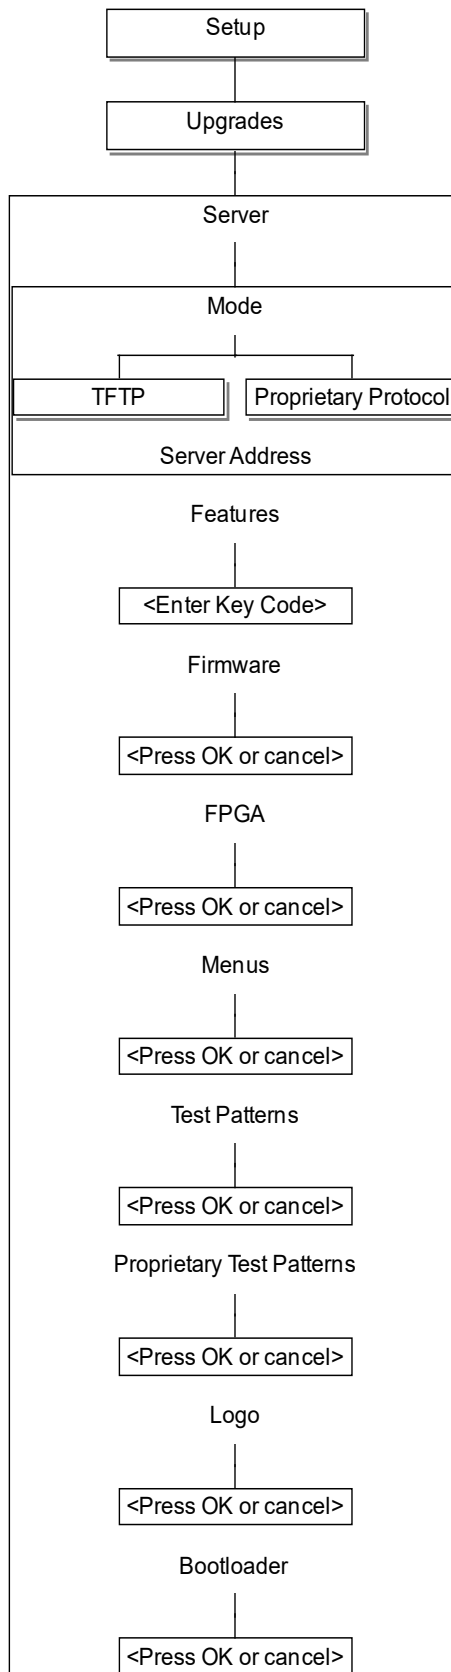 Setup
Upgrades
Server
Mode
TFTP
Proprietary Protocol
Server Address
Features
<Enter Key Code>
Firmware
<Press OK or cancel>
FPGA
<Press OK or cancel>
Menus
<Press OK or cancel>
Test Patterns
<Press OK or cancel>
Proprietary Test Patterns
<Press OK or cancel>
Logo
<Press OK or cancel>
Bootloader
<Press OK or cancel>